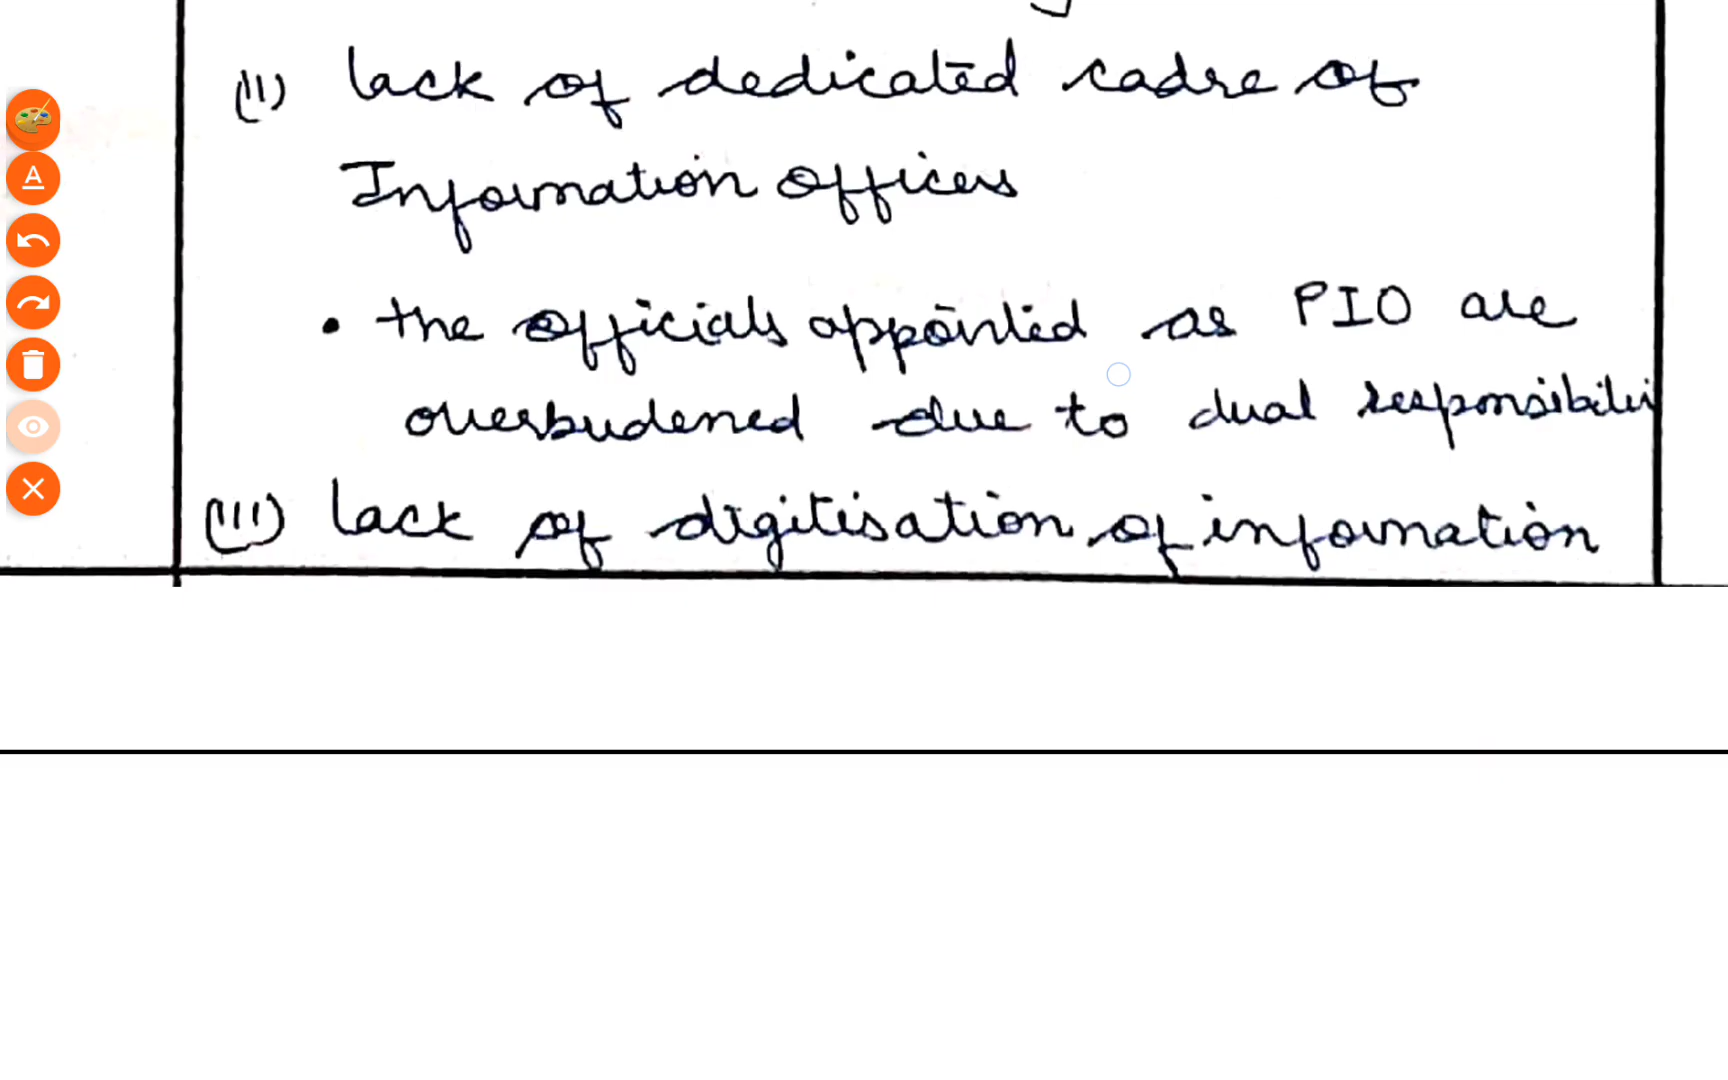 (II) lack of dedicated cadre of
Information officers
• the officials appointed as PIO are
overbudened due to dual responsibili
(III) lack of digitisation of information